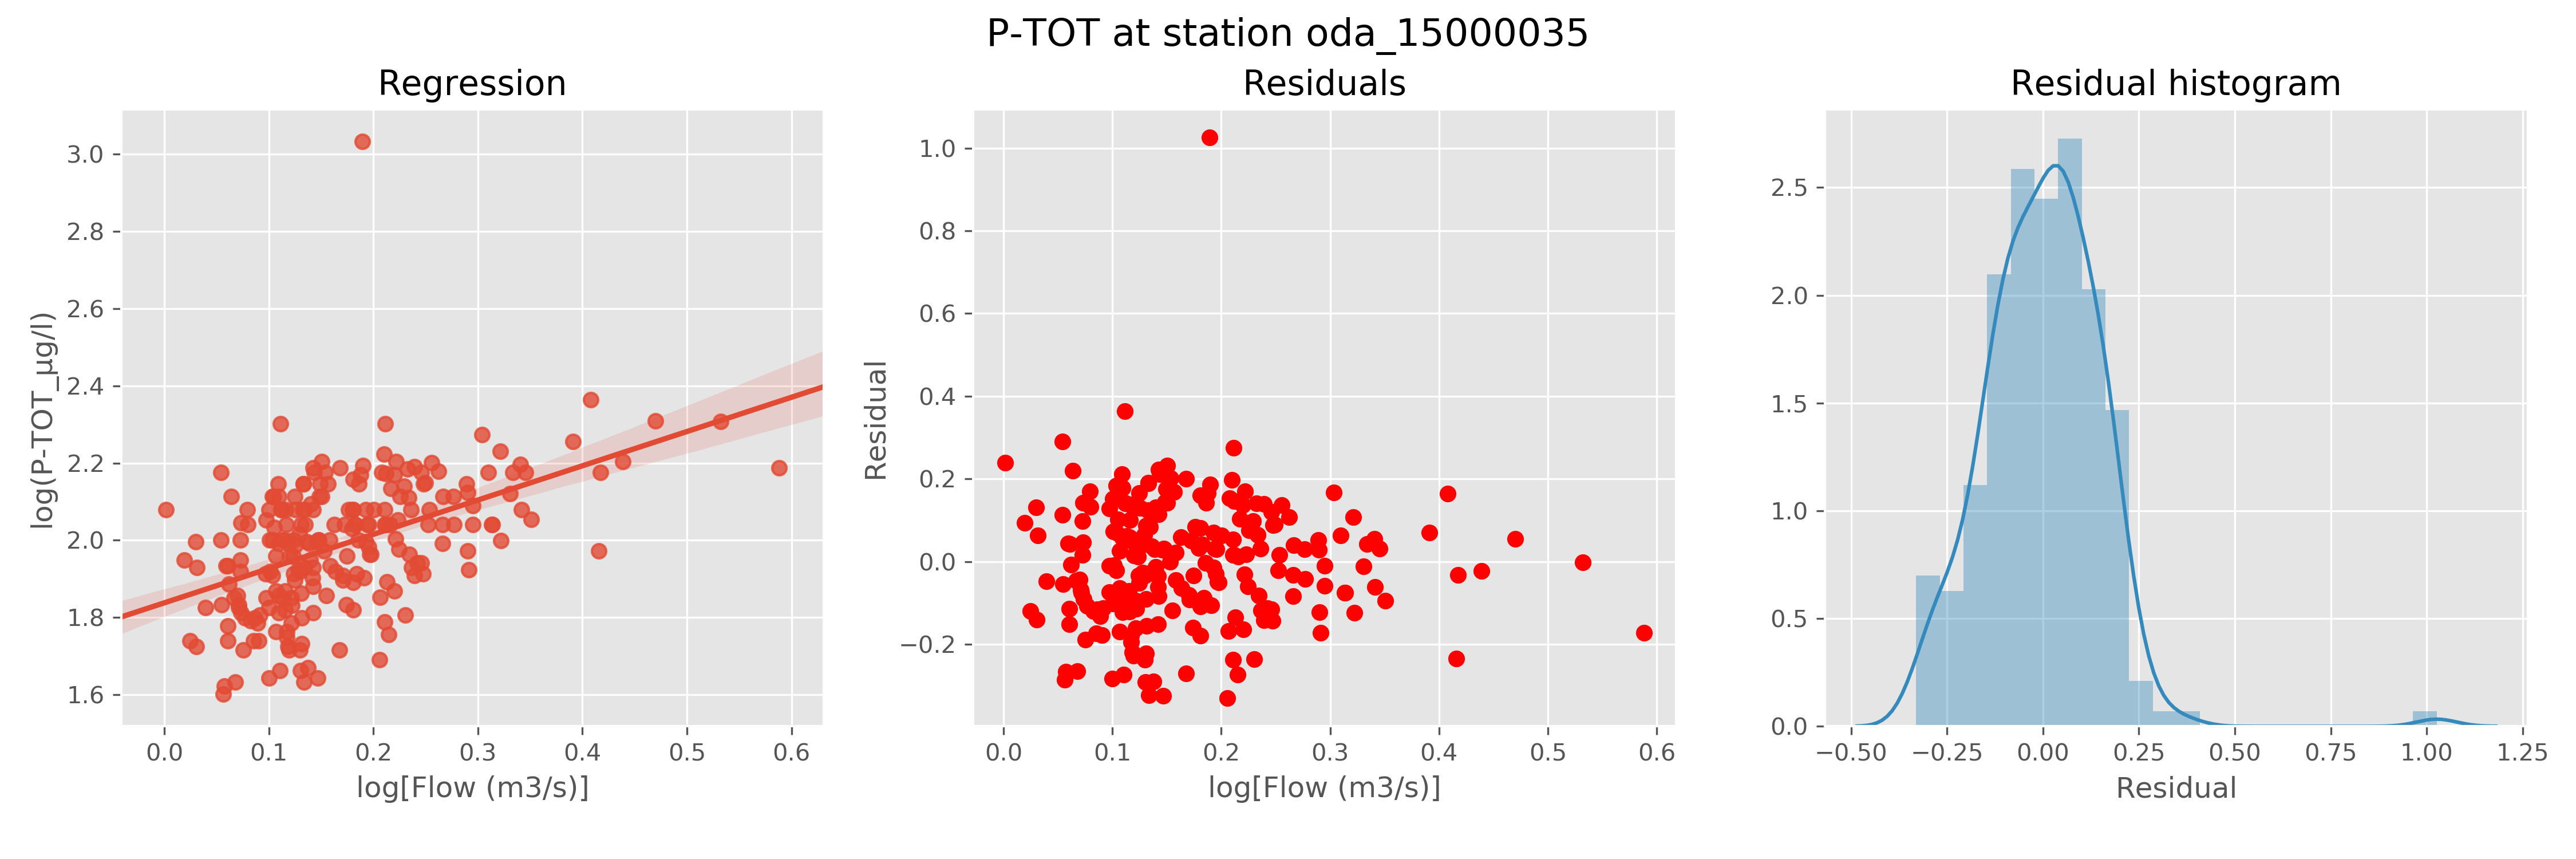 P-TOT at station oda_15000035
Regression
3.0
2.8
2.6
2.4
2.2
2.0
1.8
1.6
log(P-TOT_µg/l)
0.0 0.1 0.2 0.3 0.4 0.5 0.6
log[Flow (m3/s)]
Residuals
1.0
0.8
0.6
0.4
0.2
0.0
−0.2
Residual
0.0 0.1 0.2 0.3 0.4 0.5 0.6
log[Flow (m3/s)]
Residual histogram
2.5
2.0
1.5
1.0
0.5
0.0
−0.50 −0.25 0.00 0.25 0.50 0.75 1.00 1.25
Residual